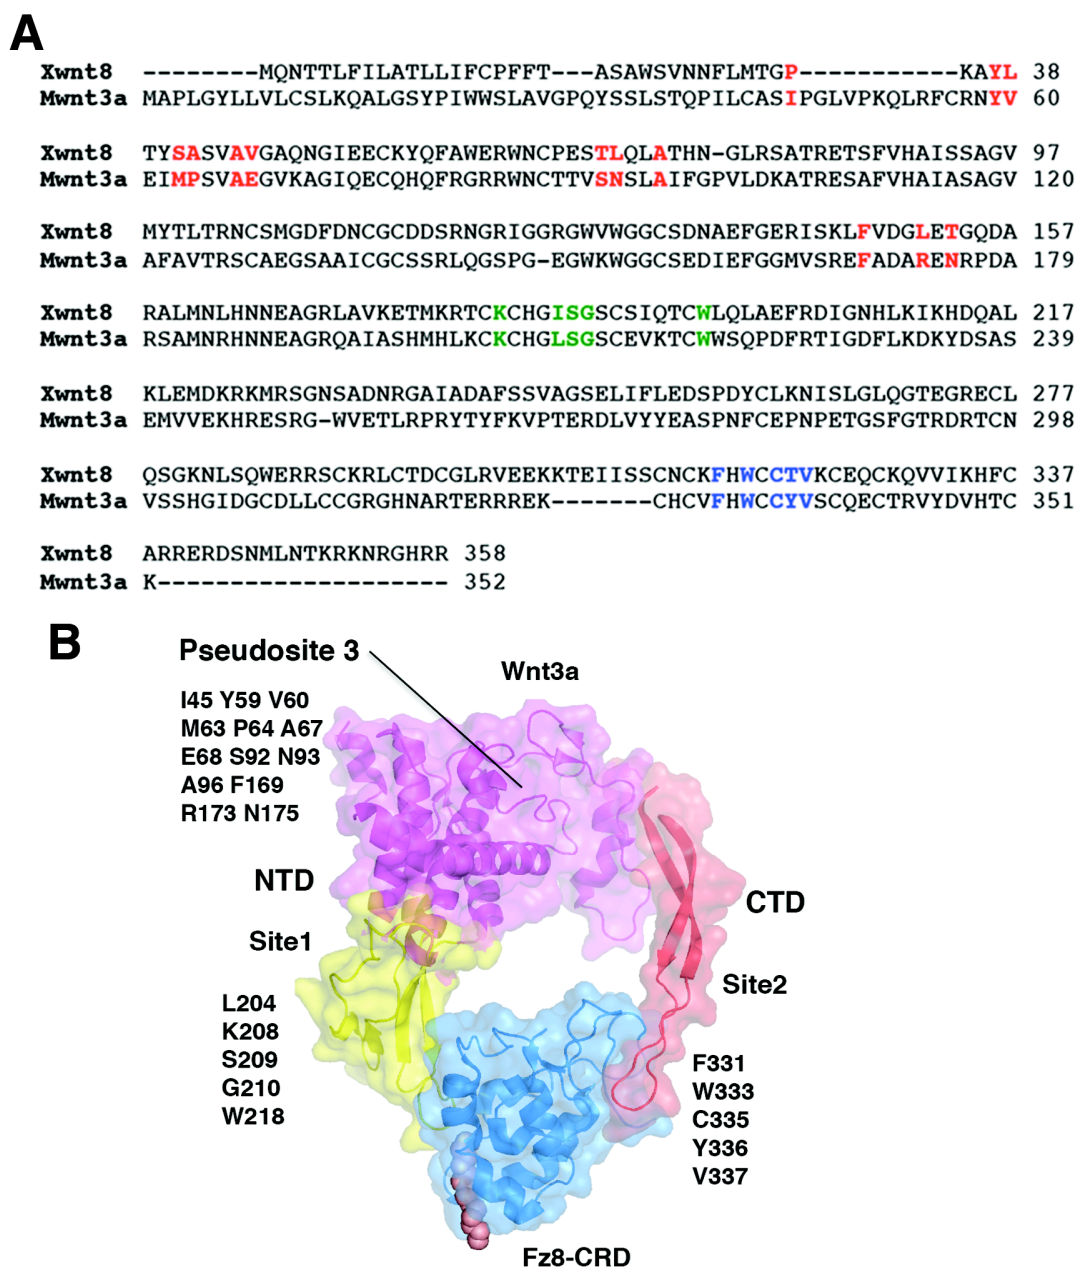 A
Xwnt8 --------MQNTTLFILATLLIFCPFFT---ASAWSVNNFLMTGP-----------KAYL 38
Mwnt3a MAPLGYLLVLCSLKQALGSYPIWWSLAVGPQYSSLSTQPILCASIPGLVPKQLRFCRNYV 60
Xwnt8 TYSASVAVGAQNGIEECKYQFAWERWNCPESTLQLATHN-GLRSATRETSFVHAISSAGV 97
Mwnt3a EIMPSVAEGVKAGIQECQHQFRGRRWNCTTVSNSLAIFGPVLDKATRESAFVHAIASAGV 120
Xwnt8 MYTLTRNCSMGDFDNCGCDDSRNGRIGGRGWVWGGCSDNAEFGERISKLFVDGLETGQDA 157
Mwnt3a AFAVTRSCAEGSAAICGCSSRLQGSPG-EGWKWGGCSEDIEFGGMVSREFADARENRPDA 179
Xwnt8 RALMNLHNNEAGRLAVKETMKRTCKCHGISGSCSIQTCWLQLAEFRDIGNHLKIKHDQAL 217
Mwnt3a RSAMNRHNNEAGRQAIASHMHLKCKCHGLSGSCEVKTCWWSQPDFRTIGDFLKDKYDSAS 239
Xwnt8 KLEMDKRKMRSGNSADNRGAIADAFSSVAGSELIFLEDSPDYCLKNISLGLQGTEGRECL 277
Mwnt3a EMVVEKHRESRG-WVETLRPRYTYFKVPTERDLVYYEASPNFCEPNPETGSFGTRDRTCN 298
Xwnt8 QSGKNLSQWERRSCKRLCTDCGLRVEEKKTEIISSCNCKFHWCCTVKCEQCKQVVIKHFC 337
Mwnt3a VSSHGIDGCDLLCCGRGHNARTERRREK-------CHCVFHWCCYVSCQECTRVYDVHTC 351
Xwnt8 ARRERDSNMLNTKRKNRGHRR 358
Mwnt3a K-------------------- 352
B
Pseudosite 3
Wnt3a
I45 Y59 V60
M63 P64 A67
E68 S92 N93
A96 F169
R173 N175
NTD
CTD
Site1
Site2
L204
K208
S209
G210
W218
F331
W333
C335
Y336
V337
Fz8-CRD